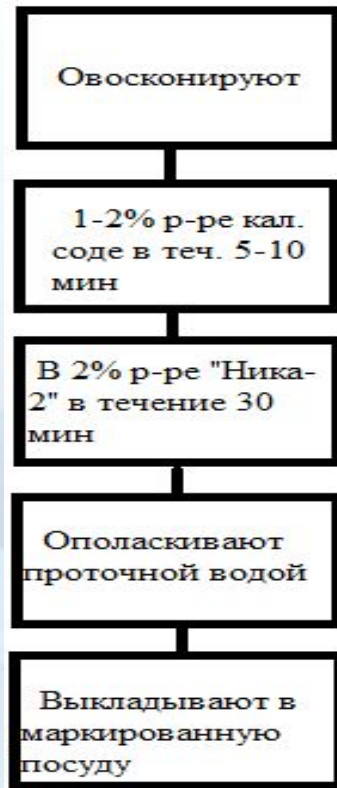 Овосконируют
1-2% р-ре кал.
соде в теч. 5-10
мин
В 2% р-ре "Ника-
2" в течение 30
мин
Ополаскивают
проточной водой
Выкладывают в
маркированную
посуду